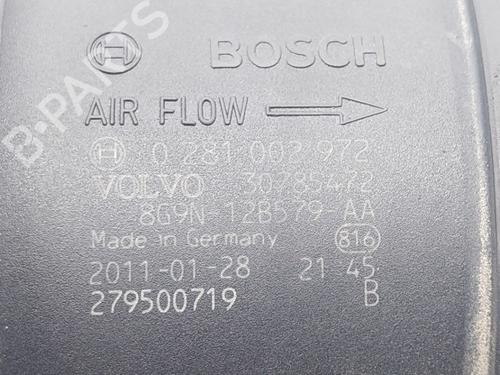 BOSCH
AIR FLOW
0 281 002 972
VOLVO 30785472
8G9N-12B579-AA
Made in Germany 816
2011-01-28 21 45
279500719 B
B-PARTS